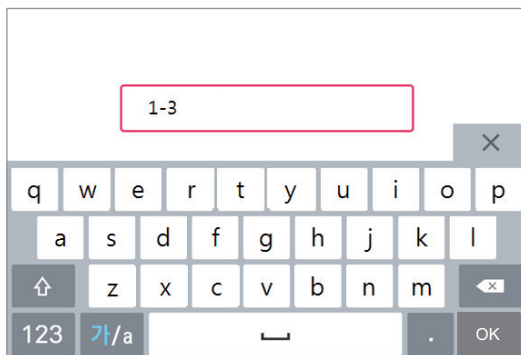 1-3
q w e r t y u i o p
a s d f g h j k l
z x c v b n m
123 가/a . OK